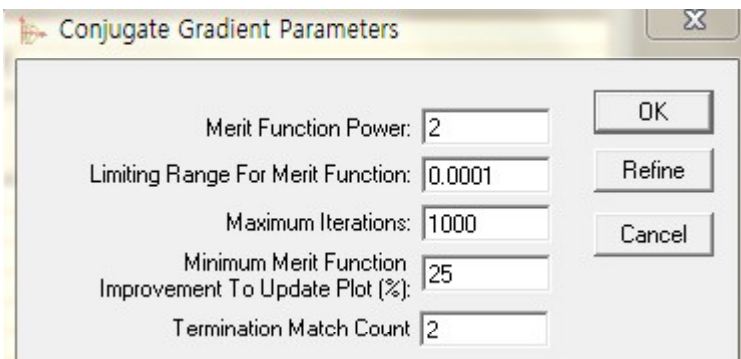 Conjugate Gradient Parameters
Merit Function Power: 2
OK
Limiting Range For Merit Function: 0.0001
Refine
Maximum Iterations: 1000
Cancel
Minimum Merit Function
Improvement To Update Plot (%): 25
Termination Match Count 2